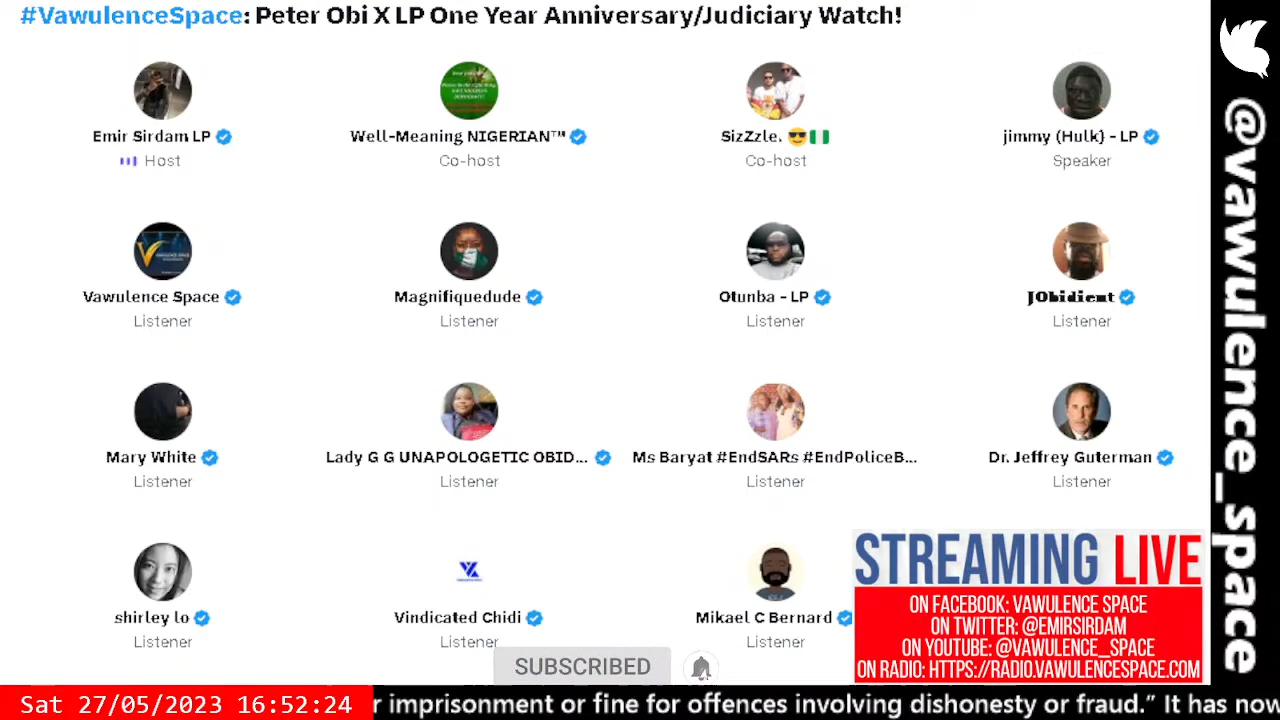 #VawulenceSpace: Peter Obi X LP One Year Anniversary/Judiciary Watch!
Emir Sirdam LP
Host
Well-Meaning NIGERIAN™
Co-host
SizZzle. 😎🇳🇬
Co-host
jimmy (Hulk) - LP
Speaker
Vawulence Space
Listener
Magnifiquedude
Listener
Otunba - LP
Listener
JObidient
Listener
Mary White
Listener
Lady G G UNAPOLOGETIC OBID...
Listener
Ms Baryat #EndSARs #EndPoliceB...
Listener
Dr. Jeffrey Guterman
Listener
shirley lo
Listener
Vindicated Chidi
Listener
Mikael C Bernard
Listener
STREAMING LIVE
ON FACEBOOK: VAWULENCE SPACE
ON TWITTER: @EMIRSIRDAM
ON YOUTUBE: @VAWULENCE_SPACE
ON RADIO: HTTPS://RADIO.VAWULENCESPACE.COM
SUBSCRIBED
@vawulence_space
Sat 27/05/2023 16:52:24
r imprisonment or fine for offences involving dishonesty or fraud.” It has now